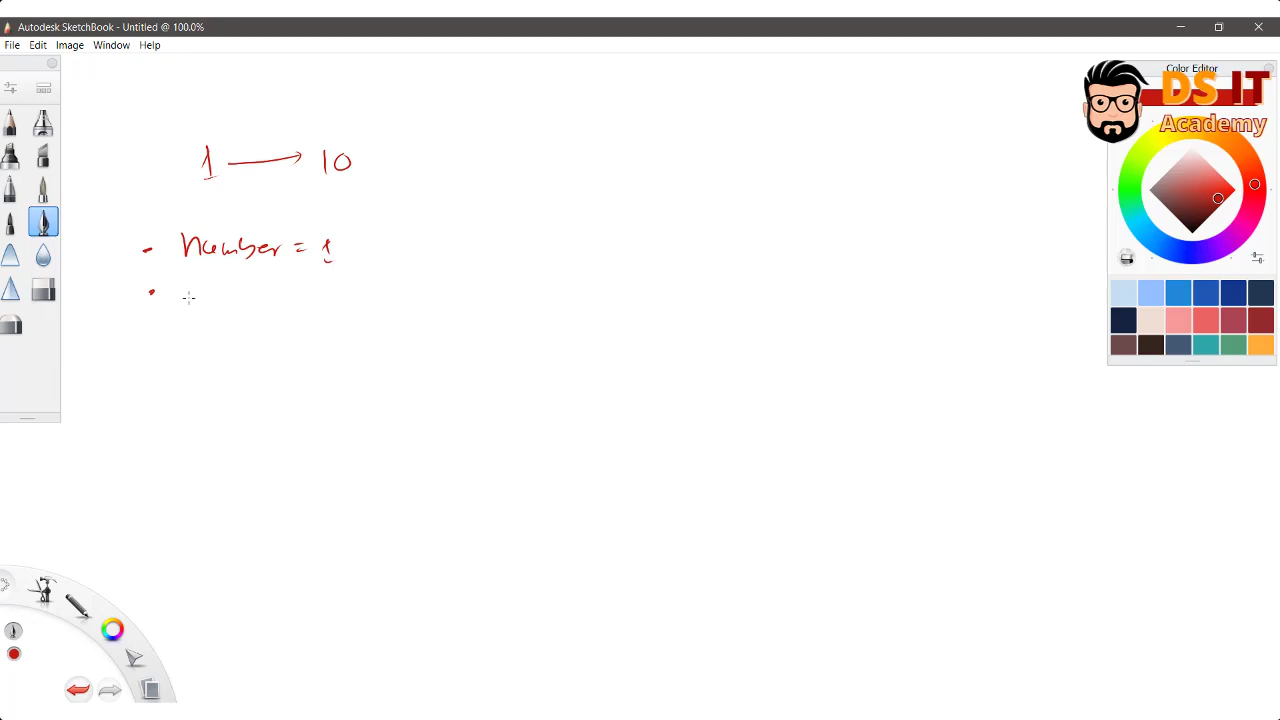 Autodesk SketchBook - Untitled @ 100.0%
File Edit Image Window Help
Color Editor
DS IT
Academy
1 → 10
- Number = 1
•